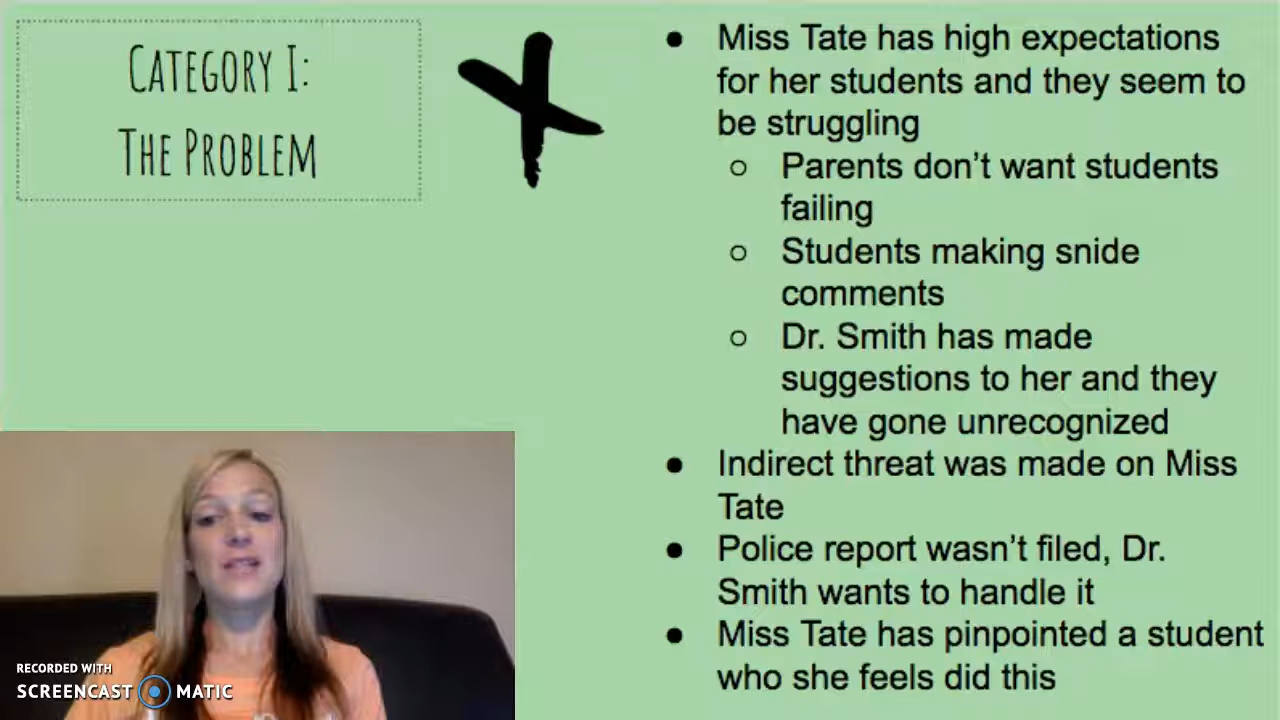 CATEGORY I:
THE PROBLEM
● Miss Tate has high expectations
for her students and they seem to
be struggling
○ Parents don’t want students
failing
○ Students making snide
comments
○ Dr. Smith has made
suggestions to her and they
have gone unrecognized
● Indirect threat was made on Miss
Tate
● Police report wasn’t filed, Dr.
Smith wants to handle it
● Miss Tate has pinpointed a student
who she feels did this
RECORDED WITH
SCREENCAST MATIC